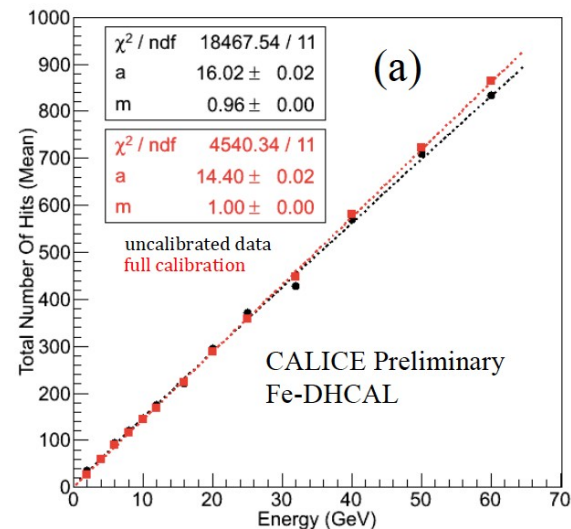 1000
900
800
700
600
500
400
300
200
100
0
Total Number Of Hits (Mean)
χ² / ndf 18467.54 / 11
a 16.02 ± 0.02
m 0.96 ± 0.00
χ² / ndf 4540.34 / 11
a 14.40 ± 0.02
m 1.00 ± 0.00
(a)
uncalibrated data
full calibration
CALICE Preliminary
Fe-DHCAL
0 10 20 30 40 50 60 70
Energy (GeV)